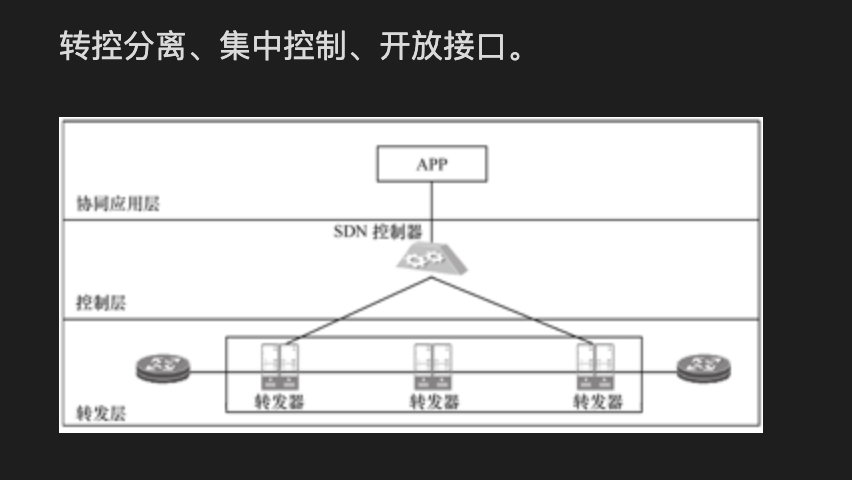 转控分离、集中控制、开放接口。
APP
协同应用层
SDN 控制器
控制层
转发器 转发器 转发器
转发层